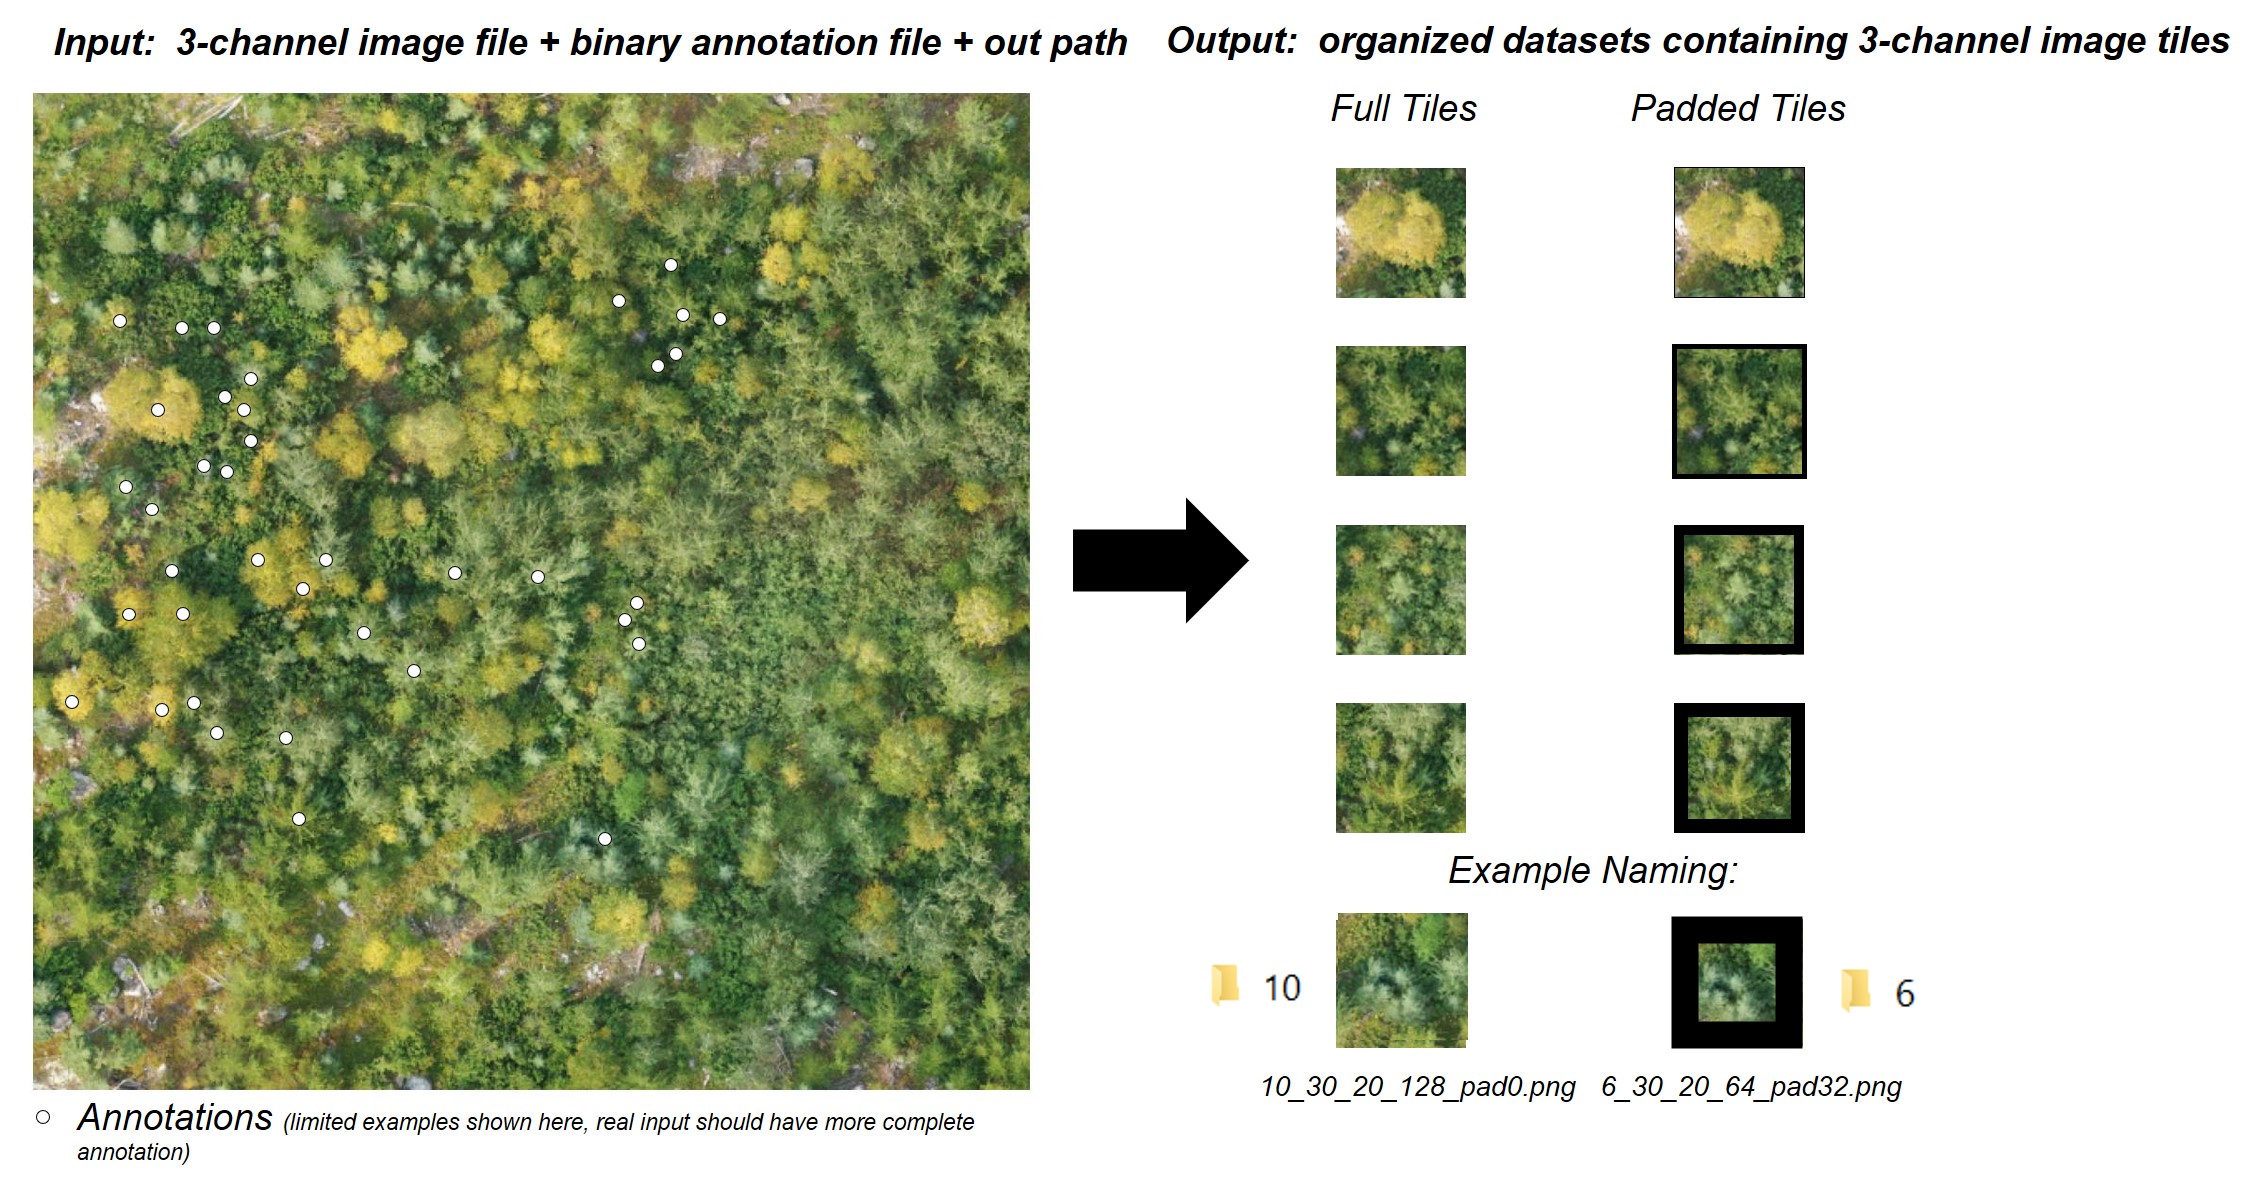 Input: 3-channel image file + binary annotation file + out path
Output: organized datasets containing 3-channel image tiles
Full Tiles
Padded Tiles
Example Naming:
10
6
10_30_20_128_pad0.png
6_30_20_64_pad32.png
Annotations (limited examples shown here, real input should have more complete
annotation)